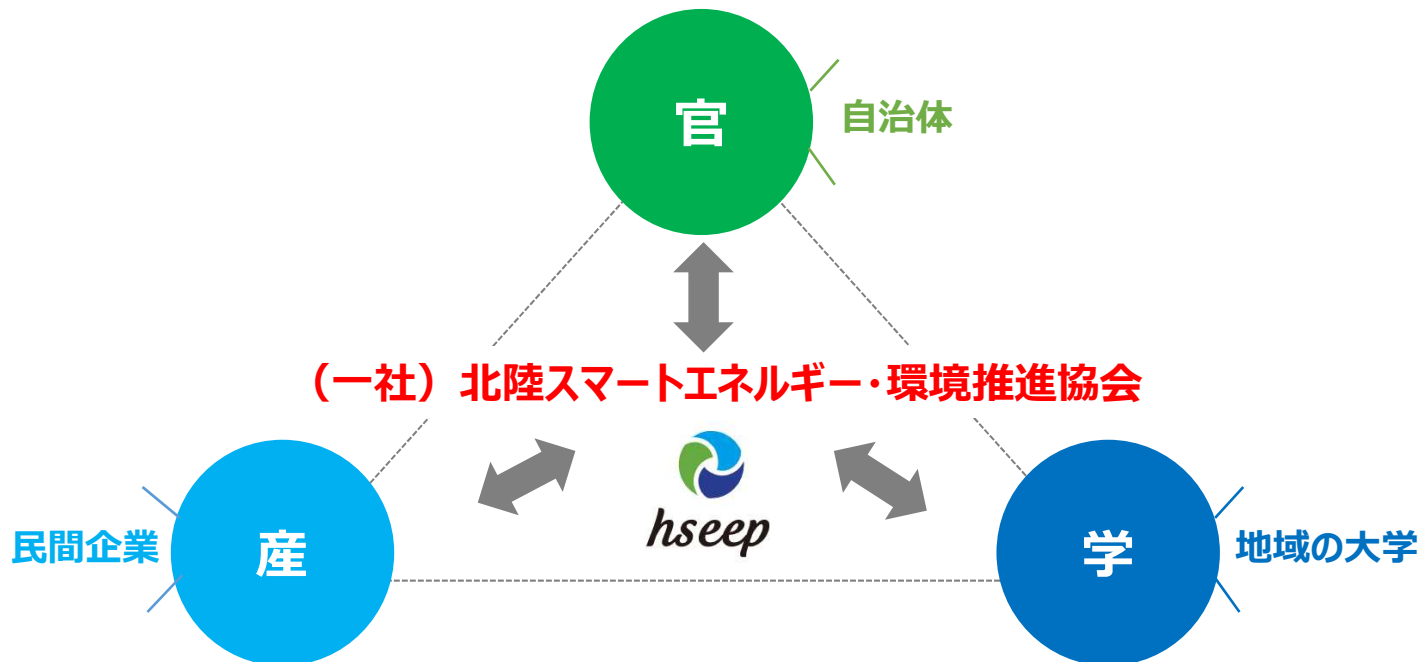 官
自治体
（一社）北陸スマートエネルギー・環境推進協会
hseep
民間企業
産
学
地域の大学